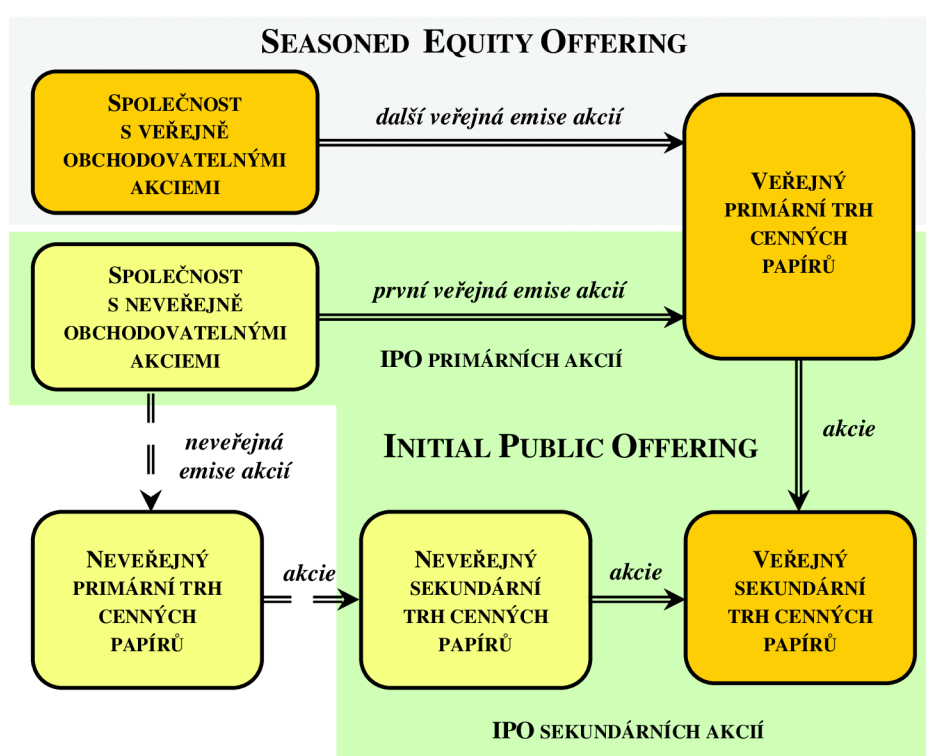 SEASONED EQUITY OFFERING
SPOLEČNOST
S VEŘEJNĚ
OBCHODOVATELNÝMI
AKCIEMI
další veřejná emise akcií
VEŘEJNÝ
PRIMÁRNÍ TRH
CENNÝCH
PAPÍRŮ
SPOLEČNOST
S NEVEŘEJNĚ
OBCHODOVATELNÝMI
AKCIEMI
první veřejná emise akcií
IPO PRIMÁRNÍCH AKCIÍ
neveřejná
emise akcií
INITIAL PUBLIC OFFERING
akcie
NEVEŘEJNÝ
PRIMÁRNÍ TRH
CENNÝCH
PAPÍRŮ
akcie
NEVEŘEJNÝ
SEKUNDÁRNÍ
TRH CENNÝCH
PAPÍRŮ
akcie
VEŘEJNÝ
SEKUNDÁRNÍ
TRH CENNÝCH
PAPÍRŮ
IPO SEKUNDÁRNÍCH AKCIÍ